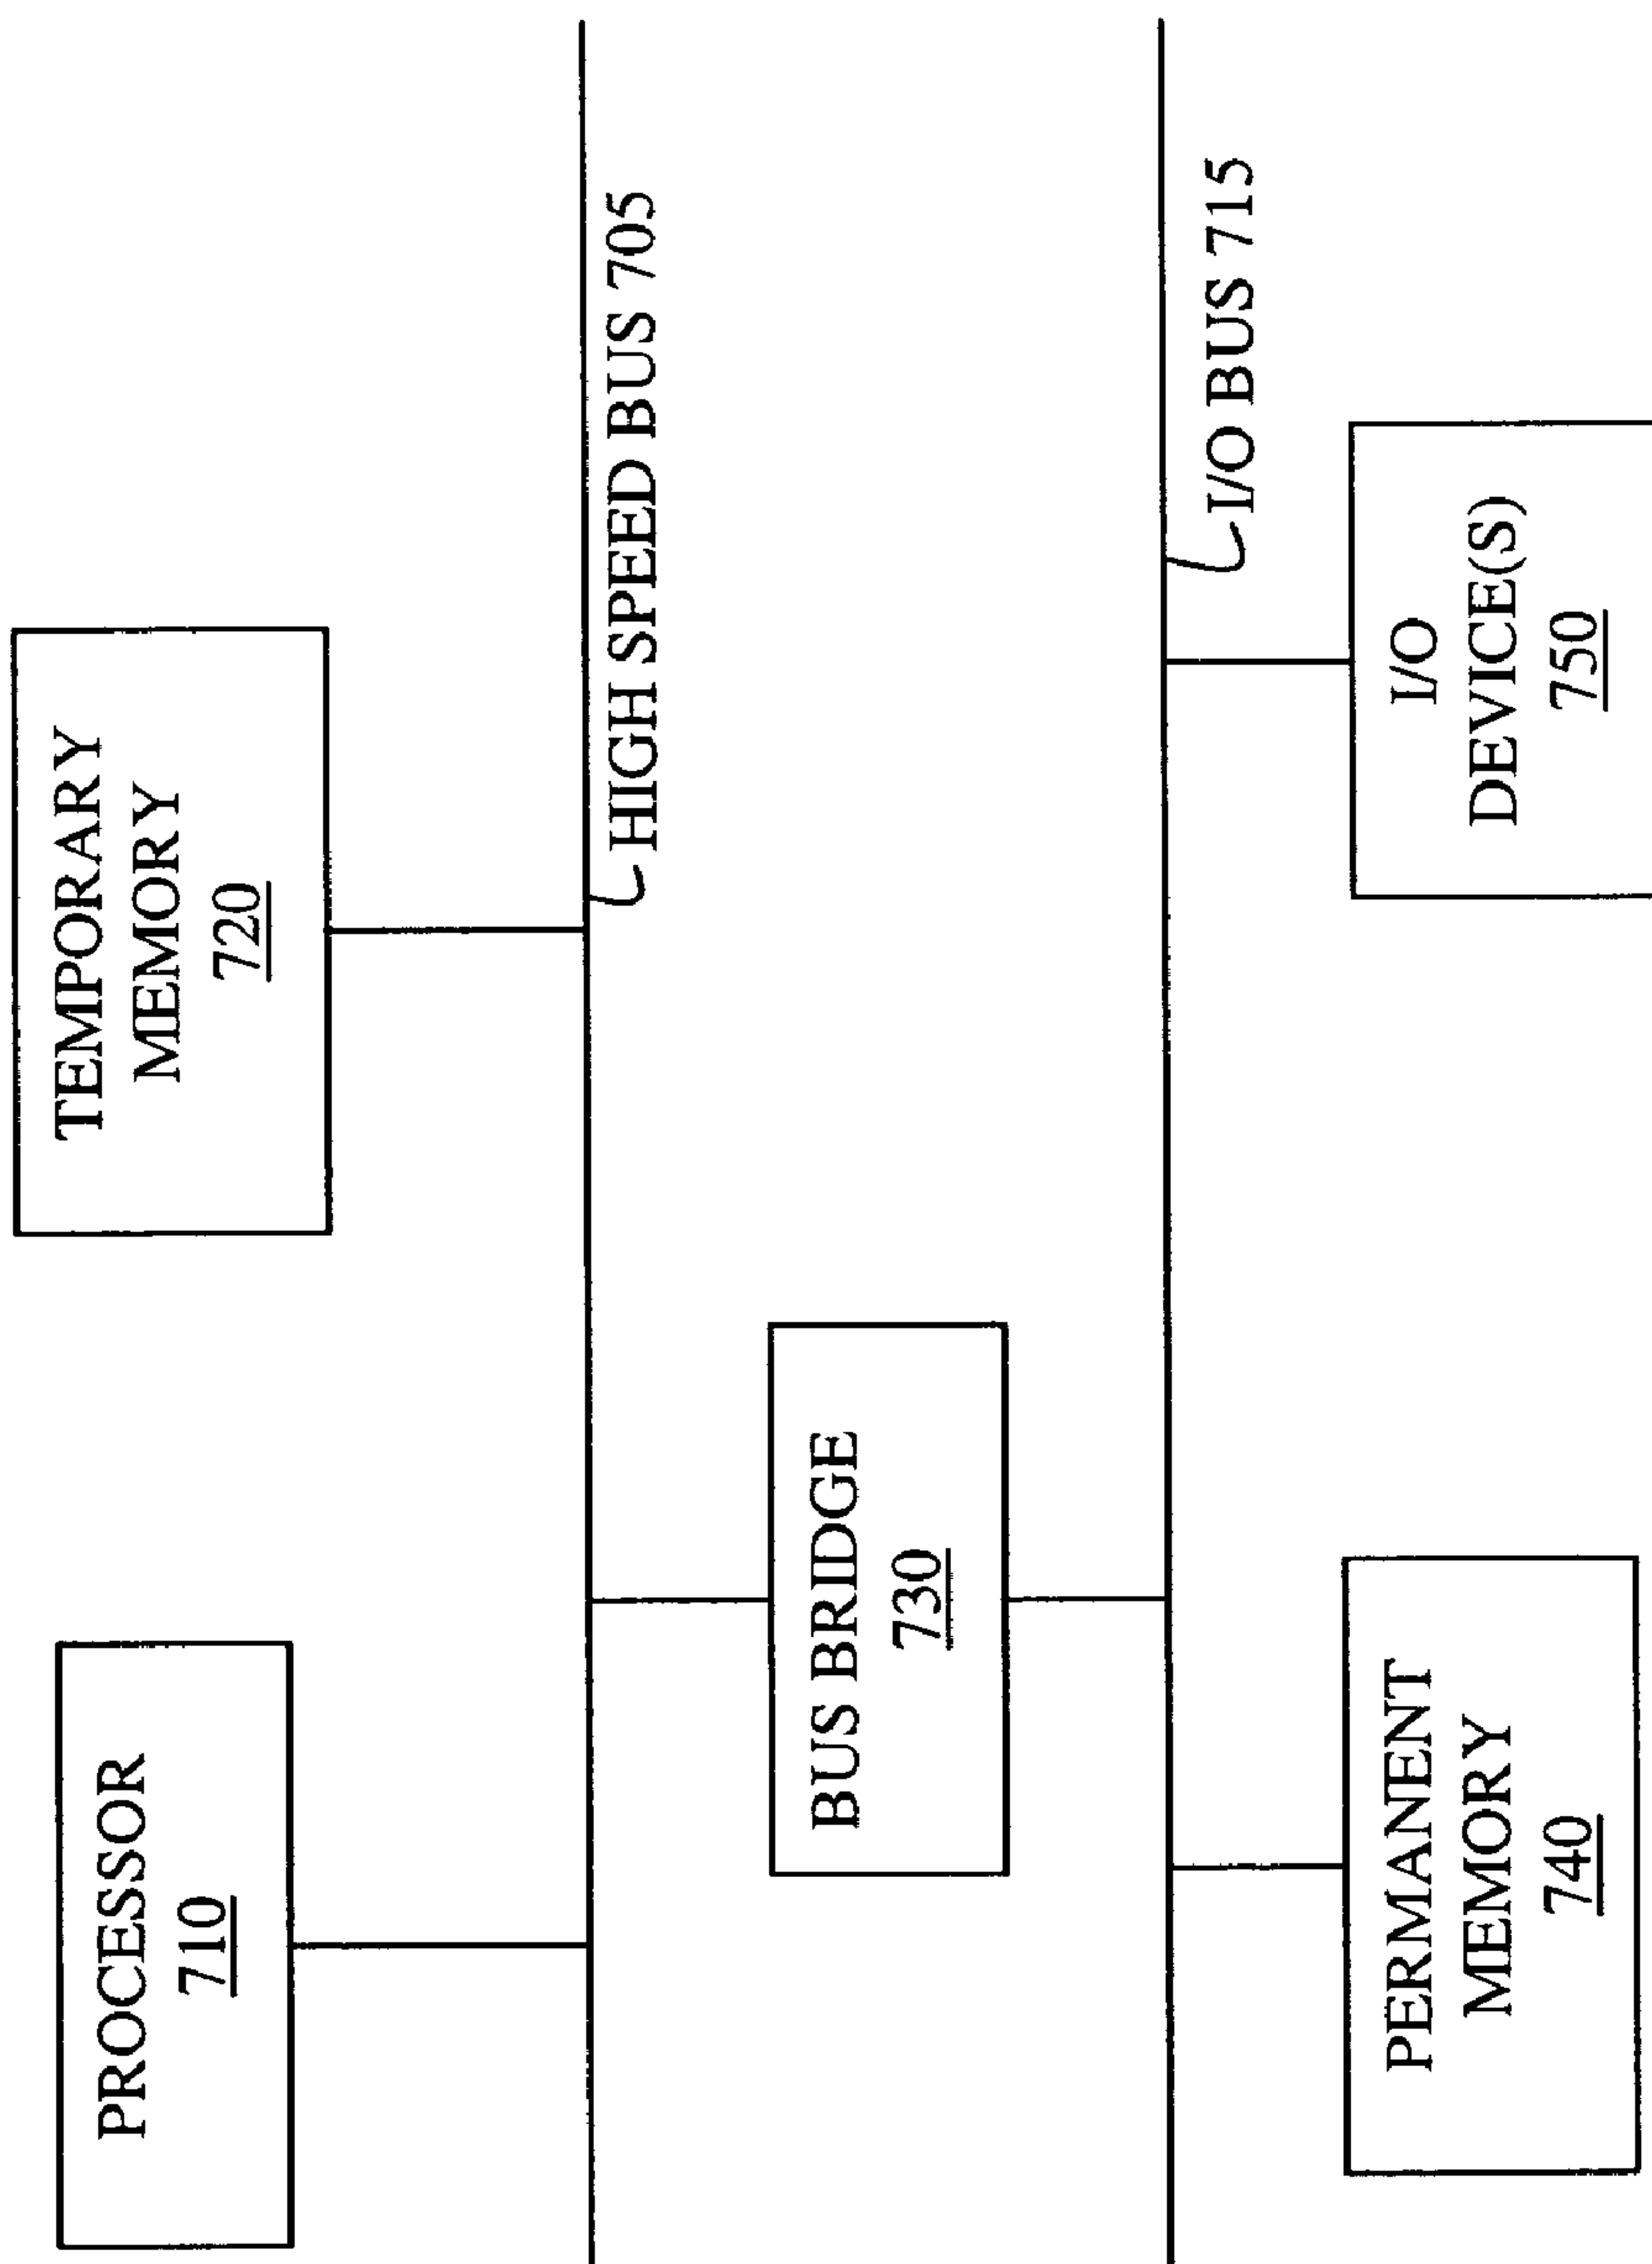 PROCESSOR
710
TEMPORARY
MEMORY
720
HIGH SPEED BUS 705
BUS BRIDGE
730
I/O BUS 715
PERMANENT
MEMORY
740
I/O
DEVICE(S)
750